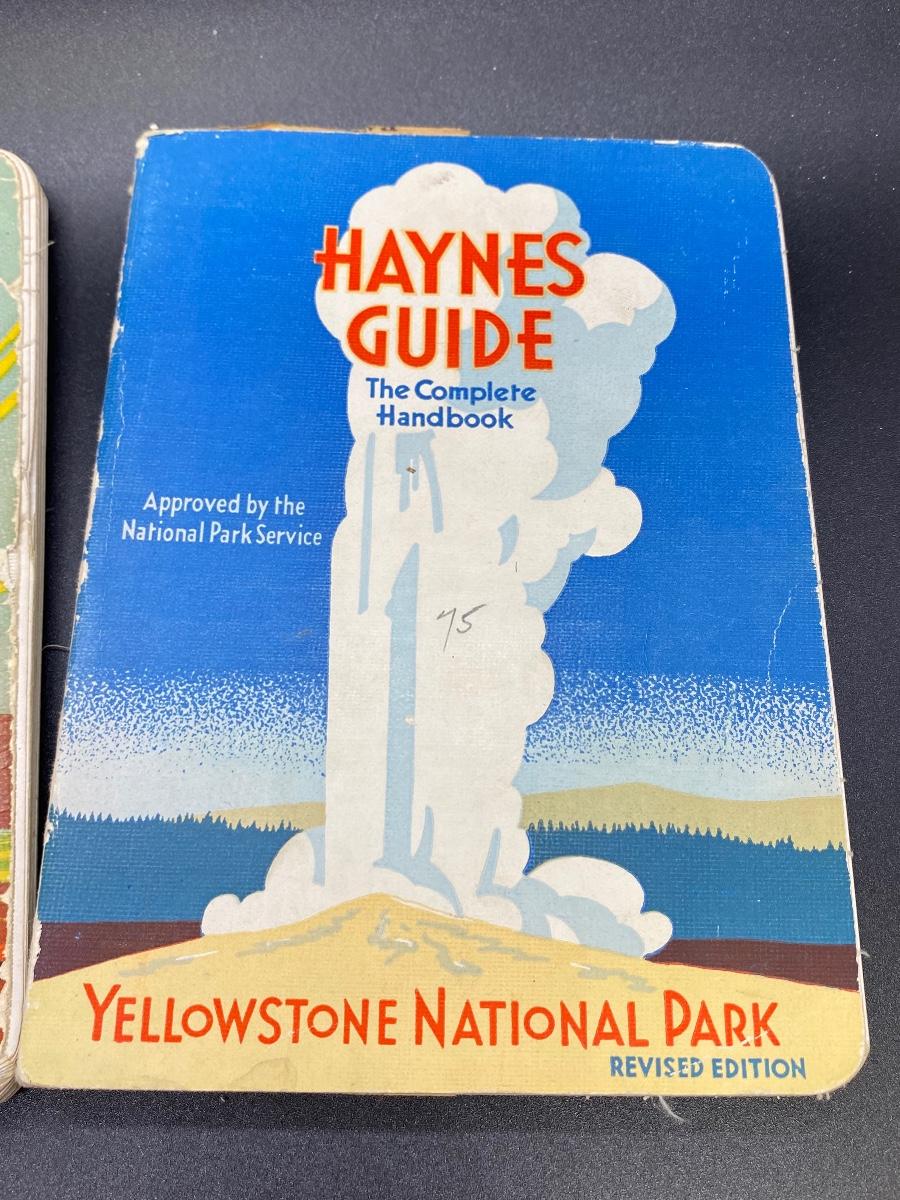 HAYNES
GUIDE
The Complete
Handbook
Approved by the
National Park Service
75
YELLOWSTONE NATIONAL PARK
REVISED EDITION